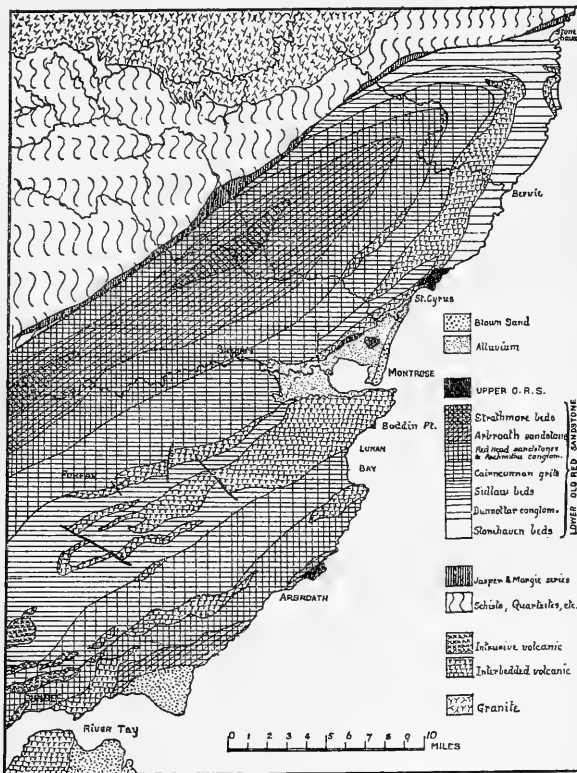 Stone
haven
Bervie
St. Cyrus
MONTROSE
Boddin Pt.
LUNAN
BAY
FORFAR
ARBROATH
RIVER TAY
0 1 2 3 4 5 6 7 8 9 10
MILES
Blown Sand
Alluvium
UPPER O.R.S.
Strathmore beds
Arbroath sandstone
Red Head sandstones
& Auchmithie conglom.
Cairnconnan grits
Sidlaw beds
Dunnottar conglom.
Stonehaven beds
LOWER OLD RED SANDSTONE
Jasper & Margie series
Schists, Quartzites, etc.
Intrusive volcanic
Interbedded volcanic
Granite